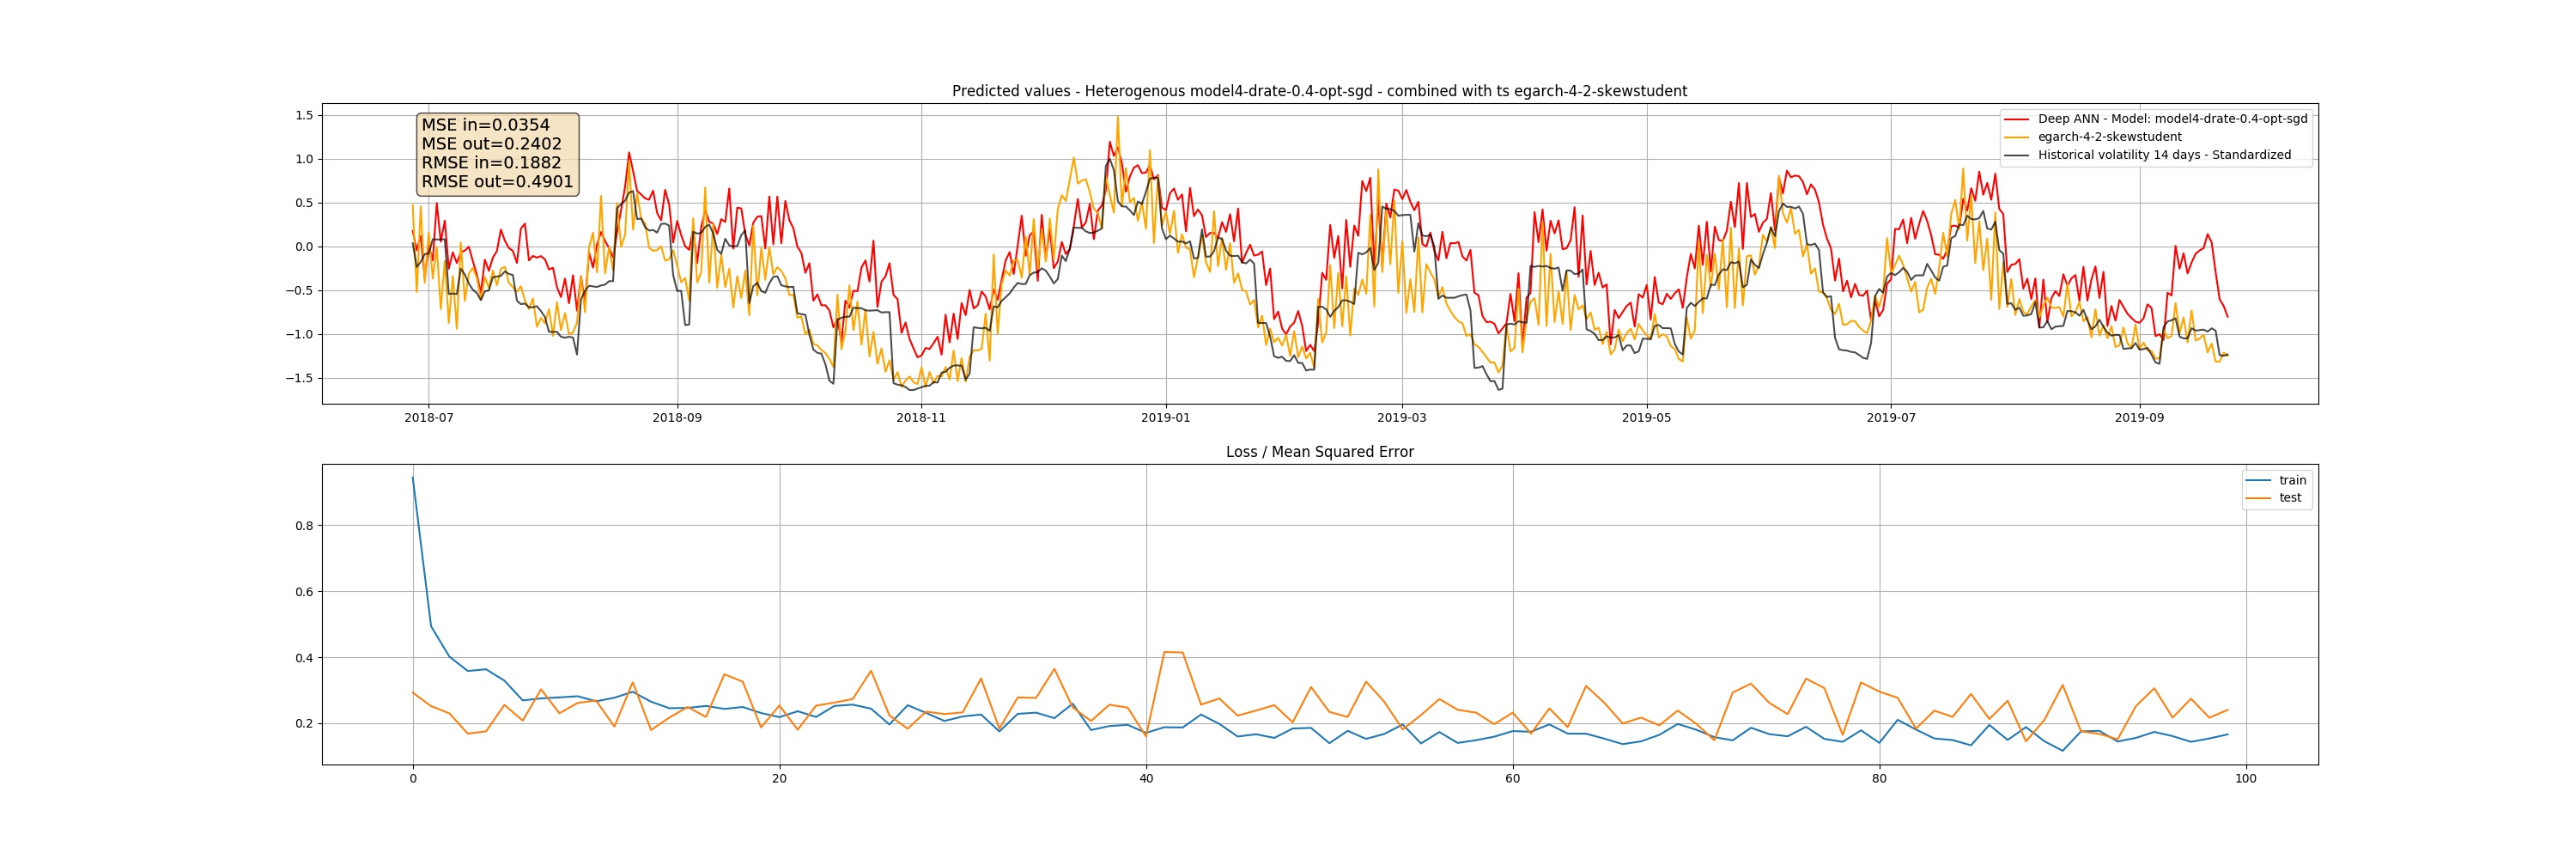 Predicted values - Heterogenous model4-drate-0.4-opt-sgd - combined with ts egarch-4-2-skewstudent
1.5
1.0
0.5
0.0
−0.5
−1.0
−1.5
MSE in=0.0354
MSE out=0.2402
RMSE in=0.1882
RMSE out=0.4901
Deep ANN - Model: model4-drate-0.4-opt-sgd
egarch-4-2-skewstudent
Historical volatility 14 days - Standardized
2018-07 2018-09 2018-11 2019-01 2019-03 2019-05 2019-07 2019-09
Loss / Mean Squared Error
0.8
0.6
0.4
0.2
train
test
0 20 40 60 80 100